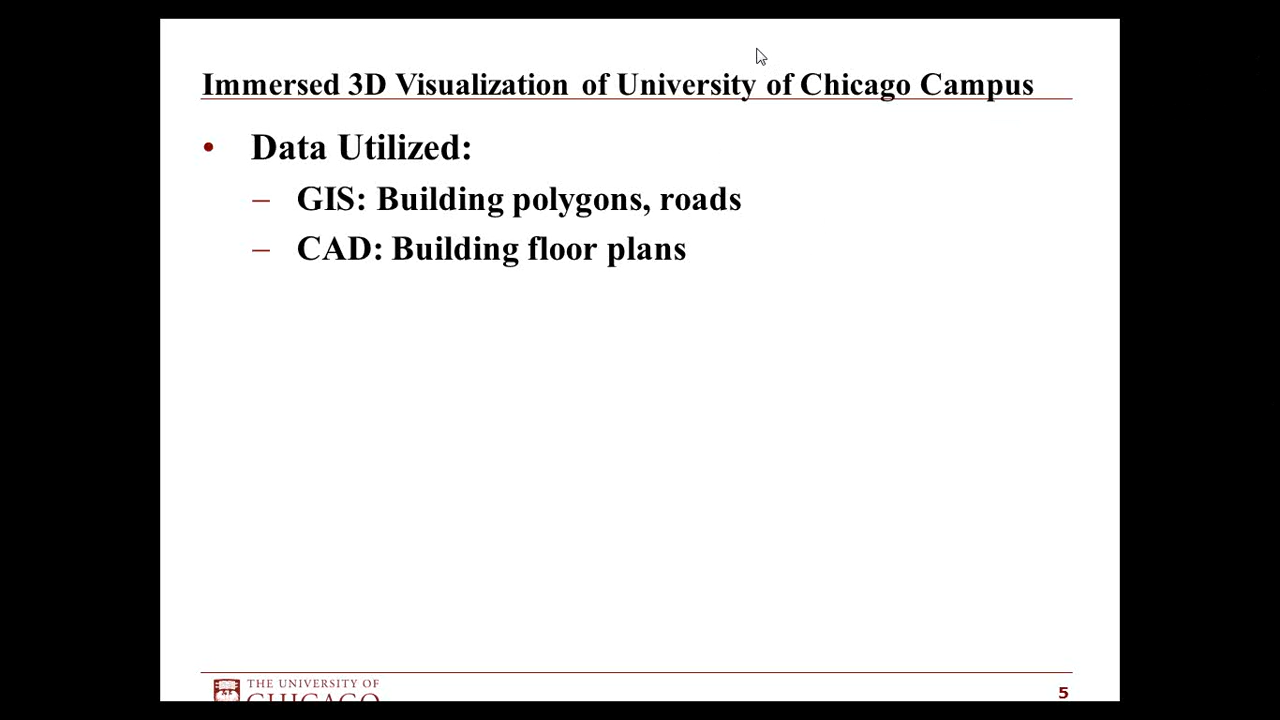 Immersed 3D Visualization of University of Chicago Campus
• Data Utilized:
– GIS: Building polygons, roads
– CAD: Building floor plans
THE UNIVERSITY OF
CHICAGO
5